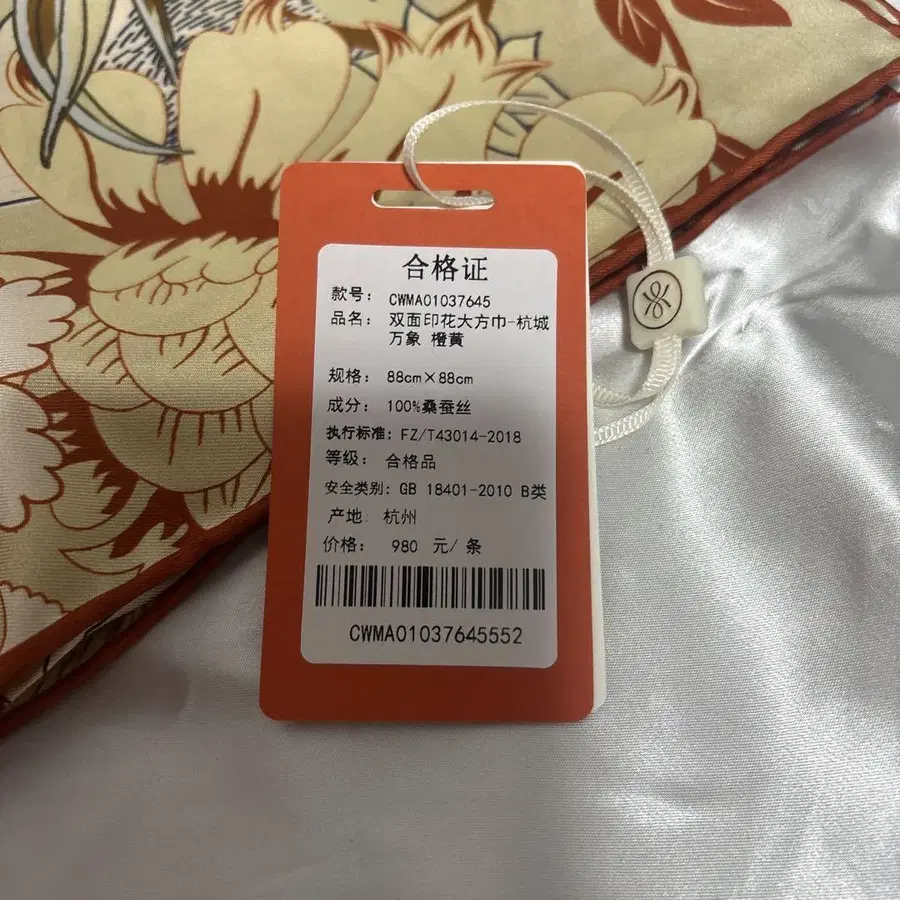 合格证
款号: CWMA01037645
品名: 双面印花大方巾-杭城
万象 橙黄
规格: 88cm×88cm
成分: 100%桑蚕丝
执行标准: FZ/T43014-2018
等级: 合格品
安全类别: GB 18401-2010 B类
产地: 杭州
价格: 980 元/条
CWMA01037645552